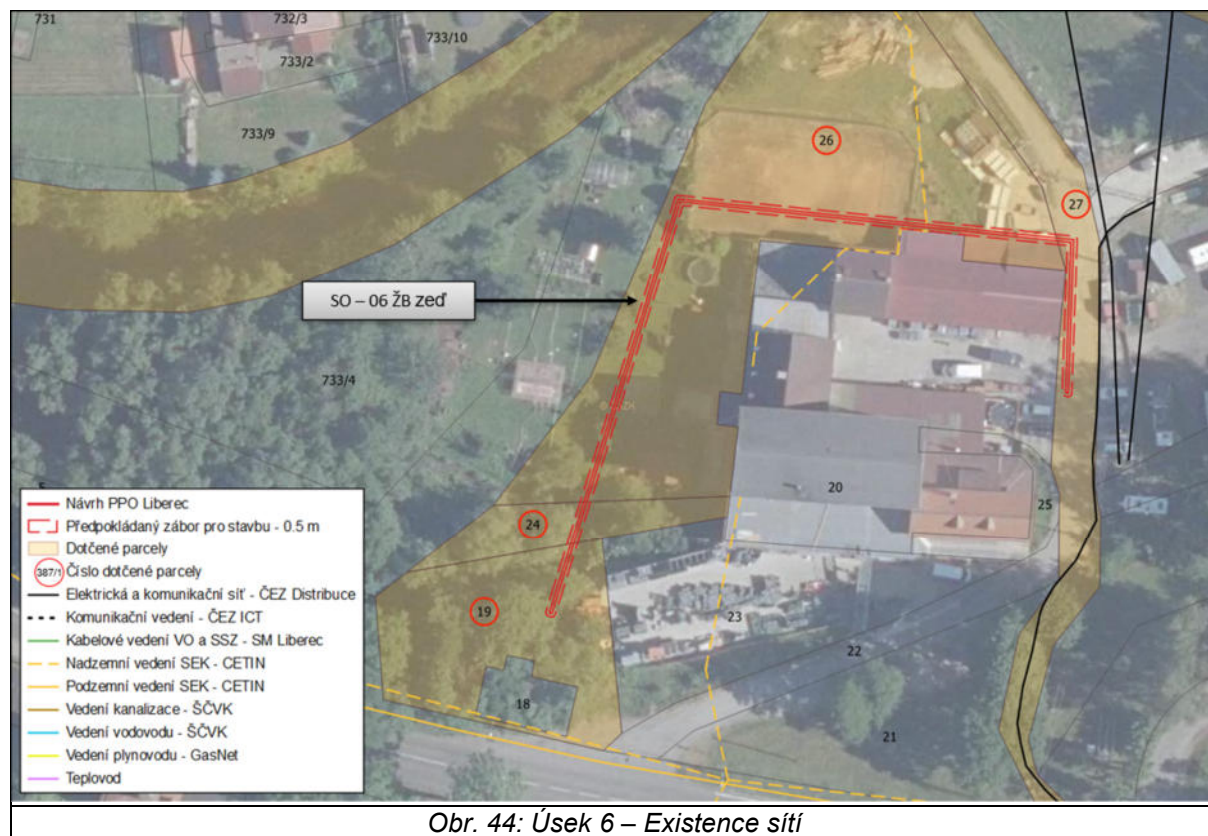 731
732/3
733/10
733/2
733/9
26
27
SO – 06 ŽB zeď
733/4
20
25
24
19
23
22
18
21
Návrh PPO Liberec
Předpokládaný zábor pro stavbu - 0.5 m
Dotčené parcely
387/1 Číslo dotčené parcely
Elektrická a komunikační síť - ČEZ Distribuce
Komunikační vedení - ČEZ ICT
Kabelové vedení VO a SSZ - SM Liberec
Nadzemní vedení SEK - CETIN
Podzemní vedení SEK - CETIN
Vedení kanalizace - ŠČVK
Vedení vodovodu - ŠČVK
Vedení plynovodu - GasNet
Teplovod
Obr. 44: Úsek 6 – Existence sítí